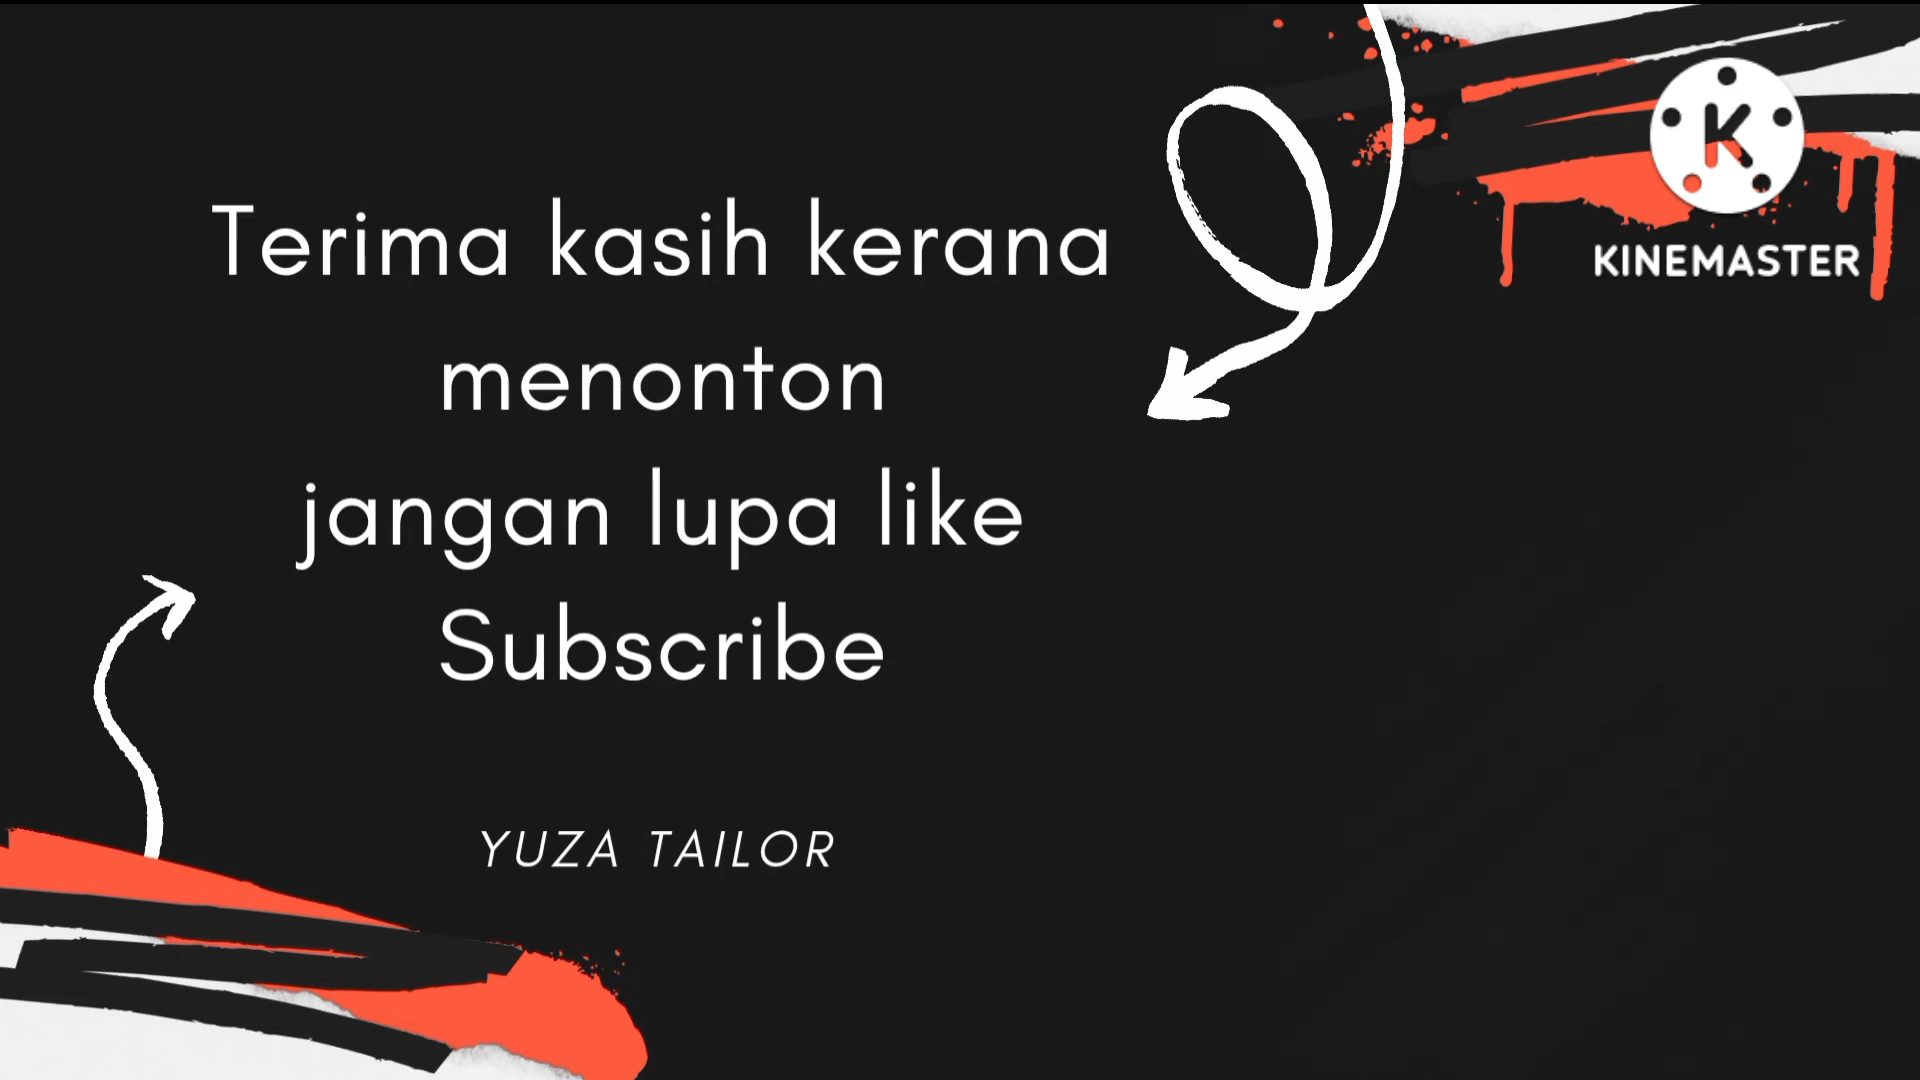 Terima kasih kerana
menonton
jangan lupa like
Subscribe
YUZA TAILOR
K
KINEMASTER